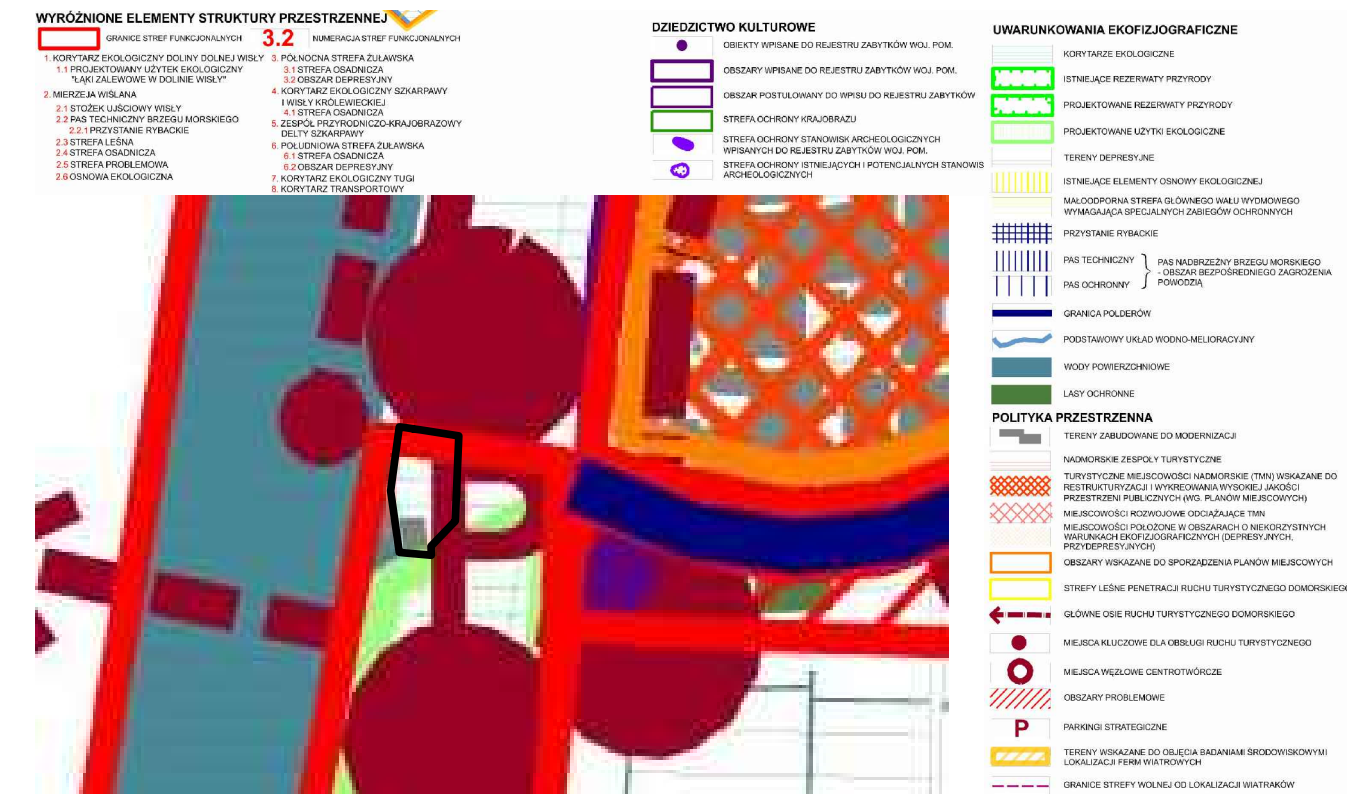 WYRÓŻNIONE ELEMENTY STRUKTURY PRZESTRZENNEJ
GRANICE STREF FUNKCJONALNYCH
3.2
NUMERACJA STREF FUNKCJONALNYCH
1. KORYTARZ EKOLOGICZNY DOLINY DOLNEJ WISŁY
1.1 PROJEKTOWANY UŻYTEK EKOLOGICZNY
"ŁĄKI ZALEWOWE W DOLINIE WISŁY"
2. MIERZEJA WIŚLANA
2.1 STOŻEK UJŚCIOWY WISŁY
2.2 PAS TECHNICZNY BRZEGU MORSKIEGO
2.2.1 PRZYSTANIE RYBACKIE
2.3 STREFA LEŚNA
2.4 STREFA OSADNICZA
2.5 STREFA PROBLEMOWA
2.6 OSNOWA EKOLOGICZNA
3. PÓŁNOCNA STREFA ŻUŁAWSKA
3.1 STREFA OSADNICZA
3.2 OBSZAR DEPRESYJNY
4. KORYTARZ EKOLOGICZNY SZKARPAWY
I WISŁY KRÓLEWIECKIEJ
4.1 STREFA OSADNICZA
5. ZESPÓŁ PRZYRODNICZO-KRAJOBRAZOWY
DELTY SZKARPAWY
6. POŁUDNIOWA STREFA ŻUŁAWSKA
6.1 STREFA OSADNICZA
6.2 OBSZAR DEPRESYJNY
7. KORYTARZ EKOLOGICZNY TUGI
8. KORYTARZ TRANSPORTOWY
DZIEDZICTWO KULTUROWE
OBIEKTY WPISANE DO REJESTRU ZABYTKÓW WOJ. POM.
OBSZARY WPISANE DO REJESTRU ZABYTKÓW WOJ. POM.
OBSZAR POSTULOWANY DO WPISU DO REJESTRU ZABYTKÓW
STREFA OCHRONY KRAJOBRAZU
STREFA OCHRONY STANOWISK ARCHEOLOGICZNYCH
WPISANYCH DO REJESTRU ZABYTKÓW WOJ. POM.
STREFA OCHRONY ISTNIEJĄCYCH I POTENCJALNYCH STANOWIS
ARCHEOLOGICZNYCH
UWARUNKOWANIA EKOFIZJOGRAFICZNE
KORYTARZE EKOLOGICZNE
ISTNIEJĄCE REZERWATY PRZYRODY
PROJEKTOWANE REZERWATY PRZYRODY
PROJEKTOWANE UŻYTKI EKOLOGICZNE
TERENY DEPRESYJNE
ISTNIEJĄCE ELEMENTY OSNOWY EKOLOGICZNEJ
MAŁOODPORNA STREFA GŁÓWNEGO WAŁU WYDMOWEGO
WYMAGAJĄCA SPECJALNYCH ZABIEGÓW OCHRONNYCH
PRZYSTANIE RYBACKIE
PAS TECHNICZNY
PAS OCHRONNY
PAS NADBRZEŻNY BRZEGU MORSKIEGO
- OBSZAR BEZPOŚREDNIEGO ZAGROŻENIA
POWODZIĄ
GRANICA POLDERÓW
PODSTAWOWY UKŁAD WODNO-MELIORACYJNY
WODY POWIERZCHNIOWE
LASY OCHRONNE
POLITYKA PRZESTRZENNA
TERENY ZABUDOWANE DO MODERNIZACJI
NADMORSKIE ZESPOŁY TURYSTYCZNE
TURYSTYCZNE MIEJSCOWOŚCI NADMORSKIE (TMN) WSKAZANE DO
RESTRUKTURYZACJI I WYKREOWANIA WYSOKIEJ JAKOŚCI
PRZESTRZENI PUBLICZNYCH (WG. PLANÓW MIEJSCOWYCH)
MIEJSCOWOŚCI ROZWOJOWE ODCIĄŻAJĄCE TMN
MIEJSCOWOŚCI POŁOŻONE W OBSZARACH O NIEKORZYSTNYCH
WARUNKACH EKOFIZJOGRAFICZNYCH (DEPRESYJNYCH,
PRZYDEPRESYJNYCH)
OBSZARY WSKAZANE DO SPORZĄDZENIA PLANÓW MIEJSCOWYCH
STREFY LEŚNE PENETRACJI RUCHU TURYSTYCZNEGO DOMORSKIEGO
GŁÓWNE OSIE RUCHU TURYSTYCZNEGO DOMORSKIEGO
MIEJSCA KLUCZOWE DLA OBSŁUGI RUCHU TURYSTYCZNEGO
MIEJSCA WĘZŁOWE CENTROTWÓRCZE
OBSZARY PROBLEMOWE
P
PARKINGI STRATEGICZNE
TERENY WSKAZANE DO OBJĘCIA BADANIAMI ŚRODOWISKOWYMI
LOKALIZACJI FERM WIATROWYCH
GRANICE STREFY WOLNEJ OD LOKALIZACJI WIATRAKÓW